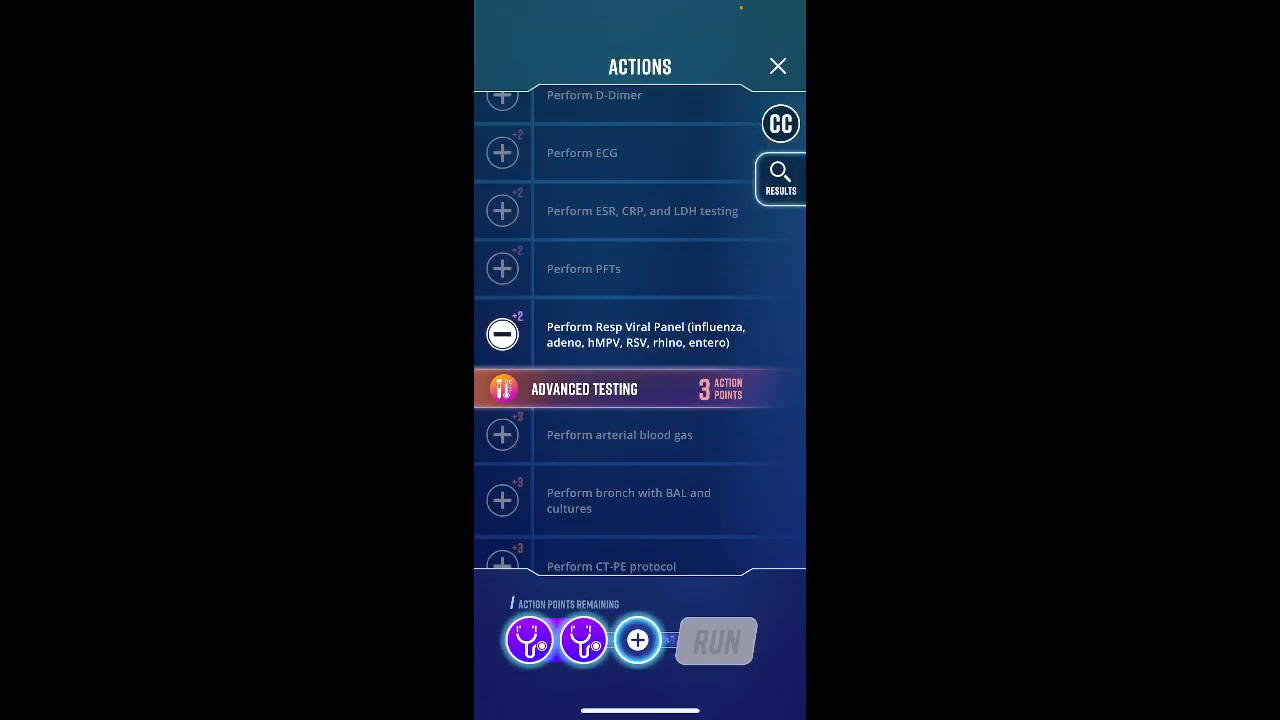 ACTIONS
Perform D-Dimer
CC
+2
Perform ECG
RESULTS
+2
Perform ESR, CRP, and LDH testing
+2
Perform PFTs
+2
Perform Resp Viral Panel (influenza,
adeno, hMPV, RSV, rhino, entero)
ADVANCED TESTING
3 ACTION
POINTS
+3
Perform arterial blood gas
+3
Perform bronch with BAL and
cultures
+3
Perform CT-PE protocol
1 ACTION POINTS REMAINING
RUN